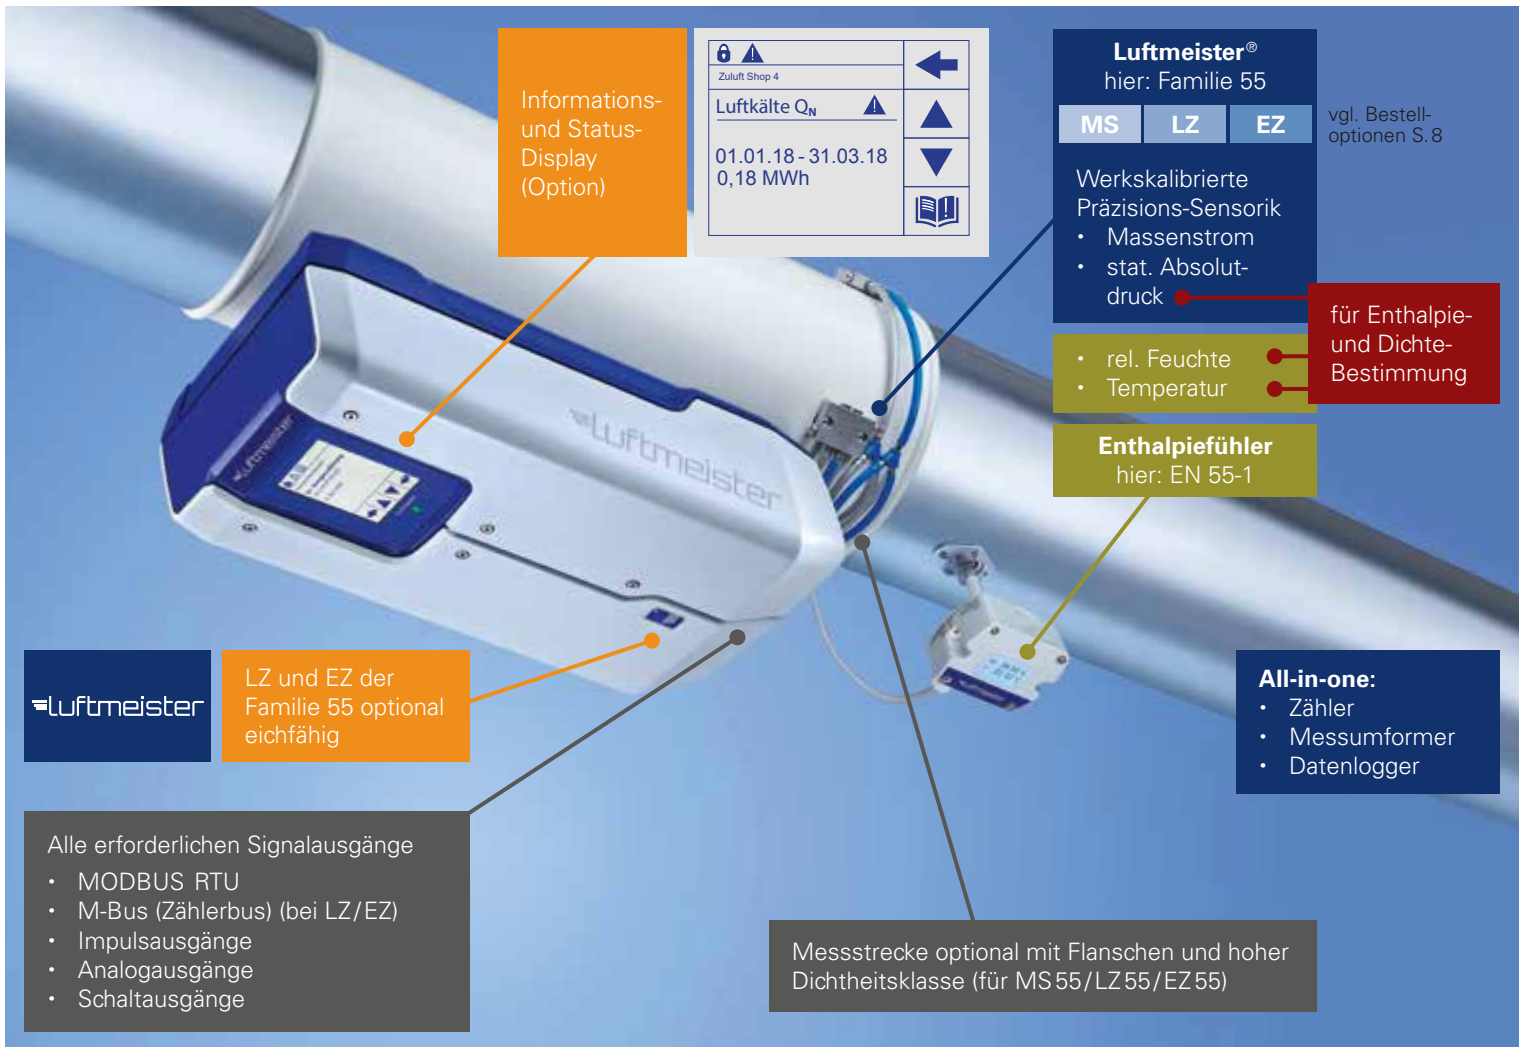 Informations-
und Status-
Display
(Option)
Zuluft Shop 4
Luftkälte QN
01.01.18 - 31.03.18
0,18 MWh
Luftmeister®
hier: Familie 55
MS LZ EZ
vgl. Bestell-
optionen S. 8
Werkskalibrierte
Präzisions-Sensorik
• Massenstrom
• stat. Absolut-
druck
für Enthalpie-
und Dichte-
Bestimmung
• rel. Feuchte
• Temperatur
Enthalpiefühler
hier: EN 55-1
Luftmeister
Luftmeister
Luftmeister
LZ und EZ der
Familie 55 optional
eichfähig
All-in-one:
• Zähler
• Messumformer
• Datenlogger
Alle erforderlichen Signalausgänge
• MODBUS RTU
• M-Bus (Zählerbus) (bei LZ/EZ)
• Impulsausgänge
• Analogausgänge
• Schaltausgänge
Messstrecke optional mit Flanschen und hoher
Dichtheitsklasse (für MS 55/LZ 55/EZ 55)